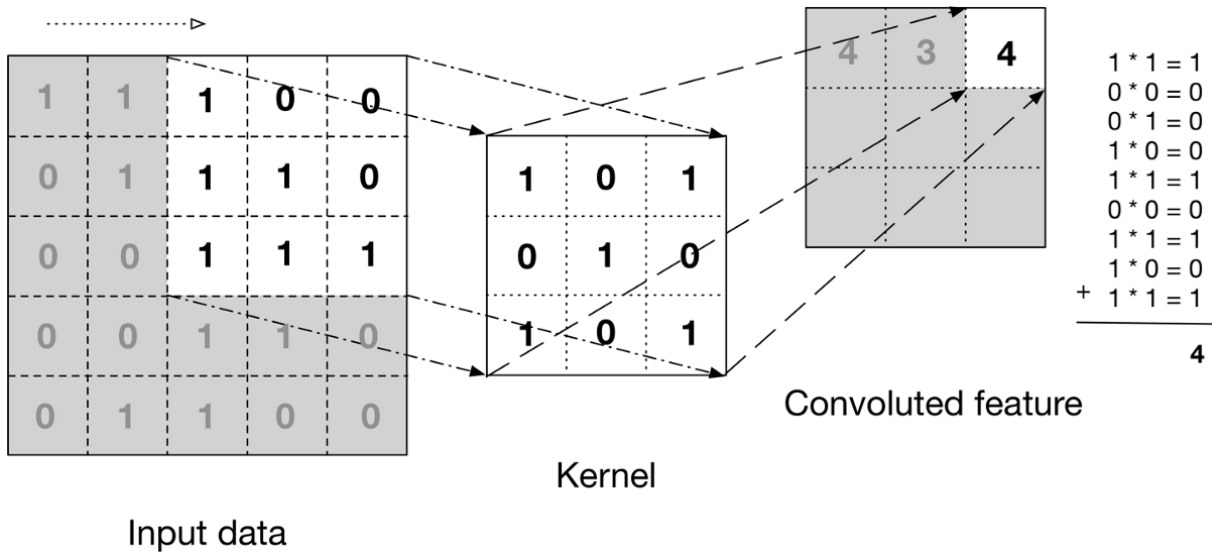 1 1 1 0 0
0 1 1 1 0
0 0 1 1 1
0 0 1 1 0
0 1 1 0 0
Input data
1 0 1
0 1 0
1 0 1
Kernel
4 3 4
Convoluted feature
1 * 1 = 1
0 * 0 = 0
0 * 1 = 0
1 * 0 = 0
1 * 1 = 1
0 * 0 = 0
1 * 1 = 1
1 * 0 = 0
+ 1 * 1 = 1
4